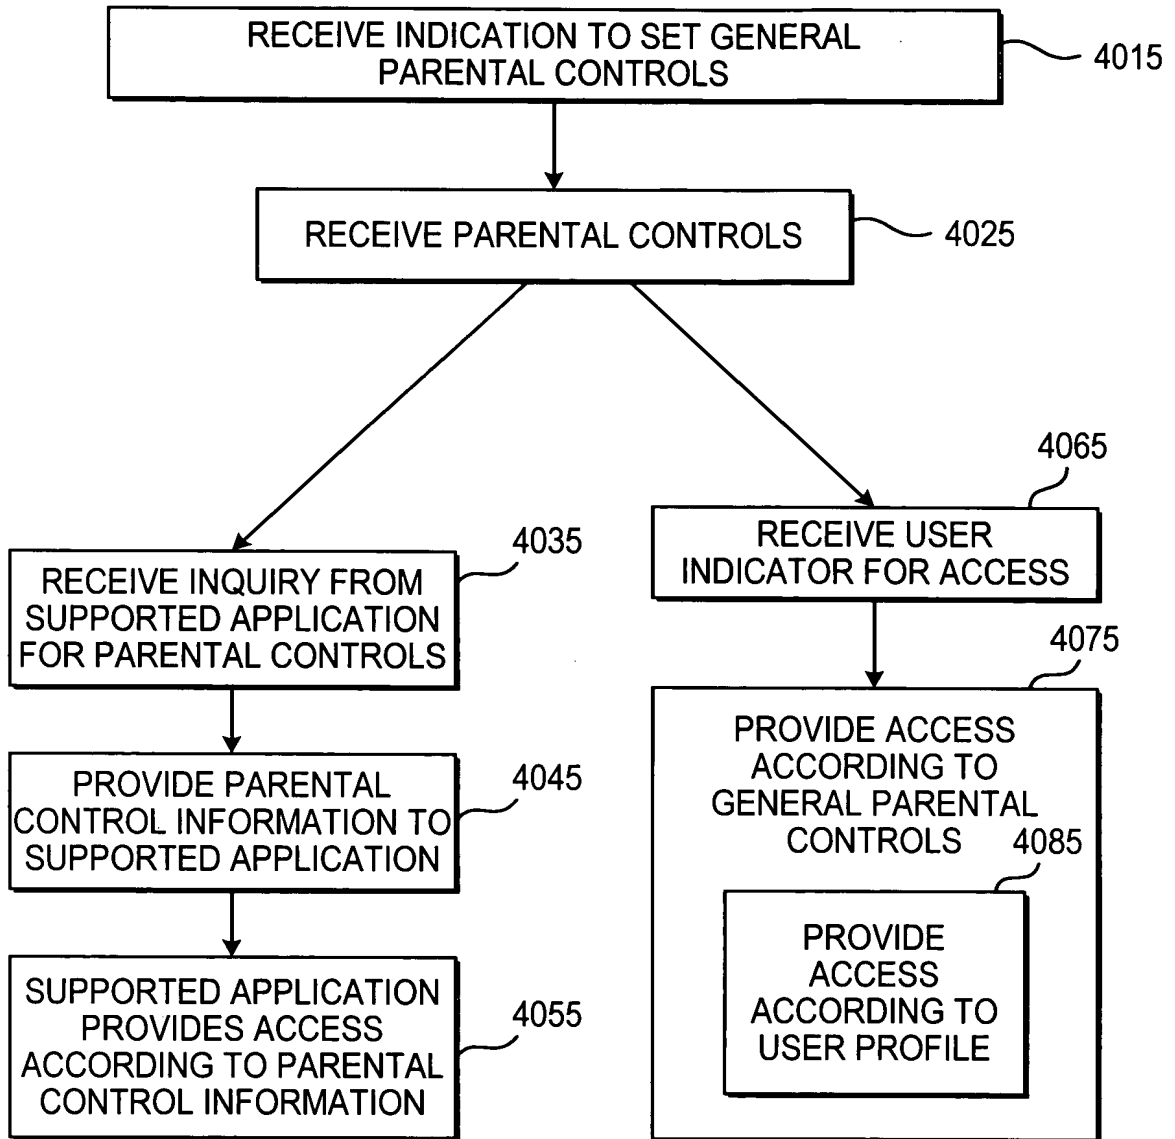 RECEIVE INDICATION TO SET GENERAL
PARENTAL CONTROLS
4015
RECEIVE PARENTAL CONTROLS
4025
4035
RECEIVE INQUIRY FROM
SUPPORTED APPLICATION
FOR PARENTAL CONTROLS
PROVIDE PARENTAL
CONTROL INFORMATION TO
SUPPORTED APPLICATION
4045
SUPPORTED APPLICATION
PROVIDES ACCESS
ACCORDING TO PARENTAL
CONTROL INFORMATION
4055
4065
RECEIVE USER
INDICATOR FOR ACCESS
4075
PROVIDE ACCESS
ACCORDING TO
GENERAL PARENTAL
CONTROLS
4085
PROVIDE
ACCESS
ACCORDING TO
USER PROFILE